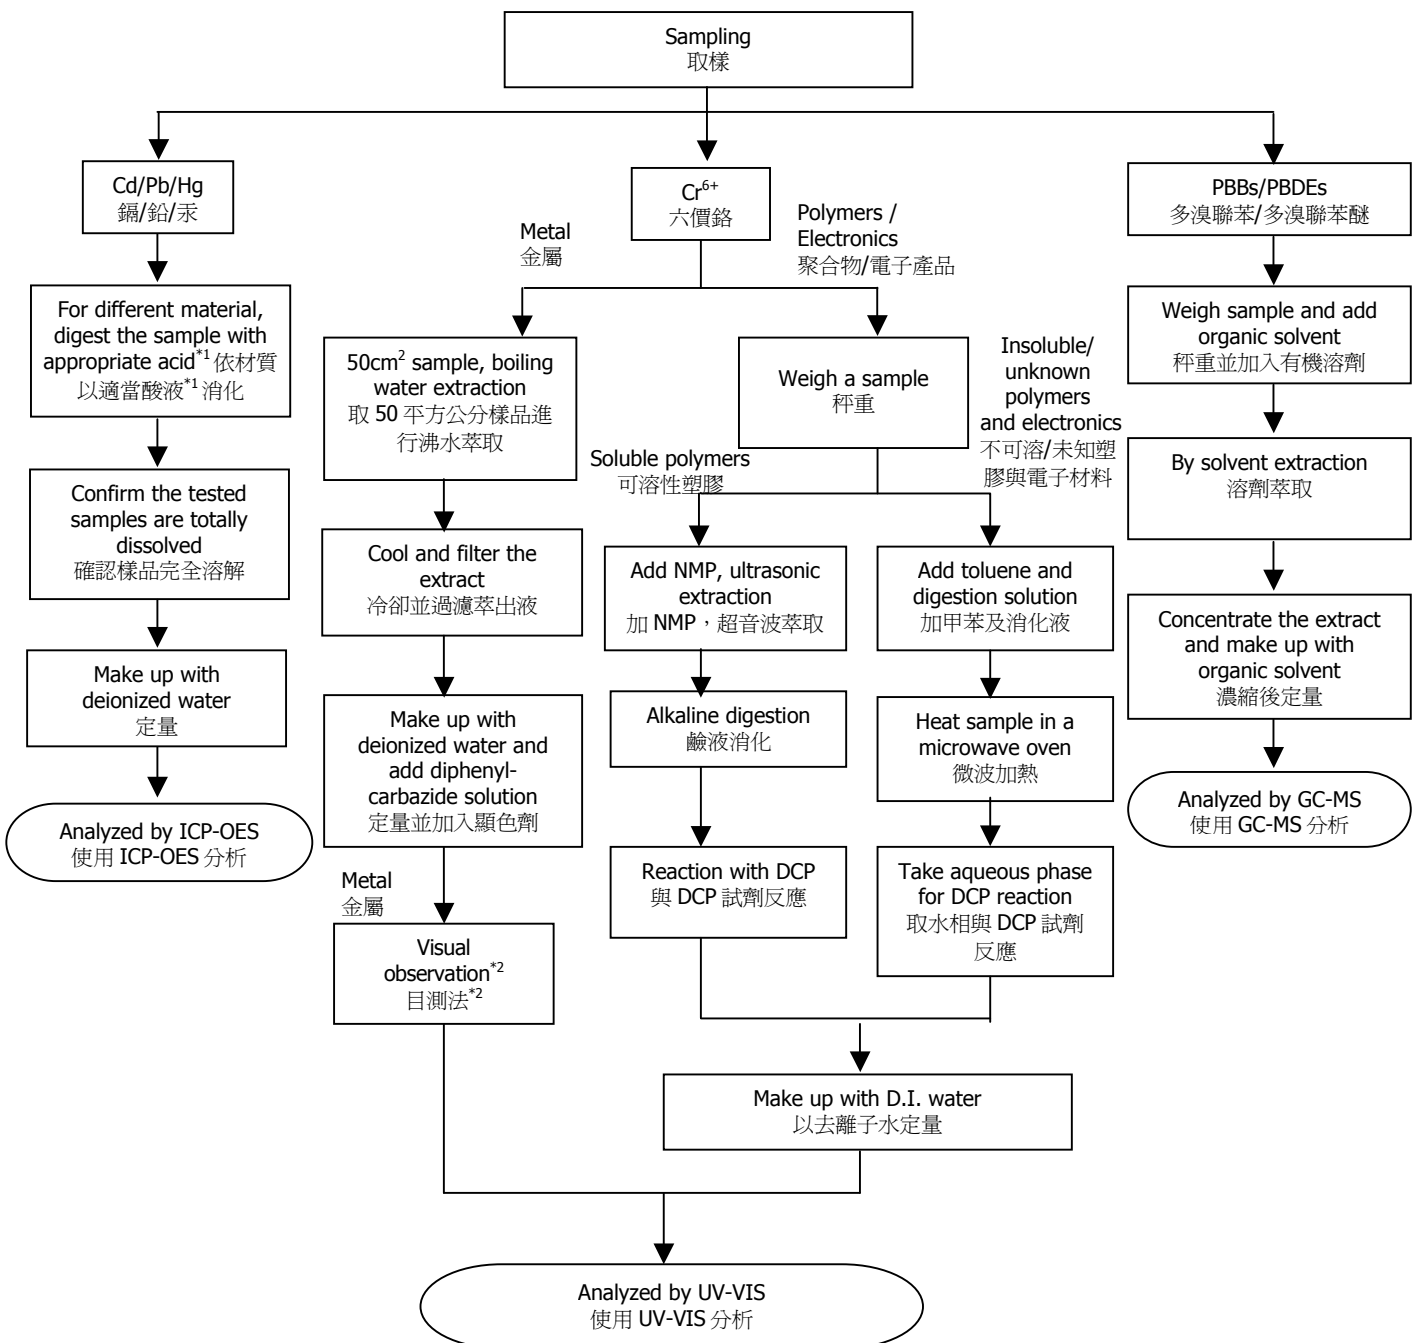 Sampling
取樣
Cd/Pb/Hg
鎘/鉛/汞
For different material,
digest the sample with
appropriate acid*1 依材質
以適當酸液*1 消化
Confirm the tested
samples are totally
dissolved
確認樣品完全溶解
Make up with
deionized water
定量
Analyzed by ICP-OES
使用 ICP-OES 分析
Cr6+
六價鉻
Metal
金屬
50cm2 sample, boiling
water extraction
取 50 平方公分樣品進
行沸水萃取
Cool and filter the
extract
冷卻並過濾萃出液
Make up with
deionized water and
add diphenyl-
carbazide solution
定量並加入顯色劑
Metal
金屬
Visual
observation*2
目測法*2
Polymers /
Electronics
聚合物/電子產品
Weigh a sample
秤重
Soluble polymers
可溶性塑膠
Add NMP, ultrasonic
extraction
加 NMP，超音波萃取
Alkaline digestion
鹼液消化
Reaction with DCP
與 DCP 試劑反應
Insoluble/
unknown
polymers
and electronics
不可溶/未知塑
膠與電子材料
Add toluene and
digestion solution
加甲苯及消化液
Heat sample in a
microwave oven
微波加熱
Take aqueous phase
for DCP reaction
取水相與 DCP 試劑
反應
Make up with D.I. water
以去離子水定量
Analyzed by UV-VIS
使用 UV-VIS 分析
PBBs/PBDEs
多溴聯苯/多溴聯苯醚
Weigh sample and add
organic solvent
秤重並加入有機溶劑
By solvent extraction
溶劑萃取
Concentrate the extract
and make up with
organic solvent
濃縮後定量
Analyzed by GC-MS
使用 GC-MS 分析